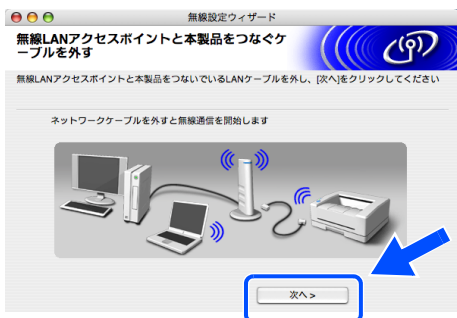 無線設定ウィザード
無線LANアクセスポイントと本製品をつなぐケ
ーブルを外す
無線LANアクセスポイントと本製品をつないでいるLANケーブルを外し、[次へ]をクリックしてください
ネットワークケーブルを外すと無線通信を開始します
次へ >